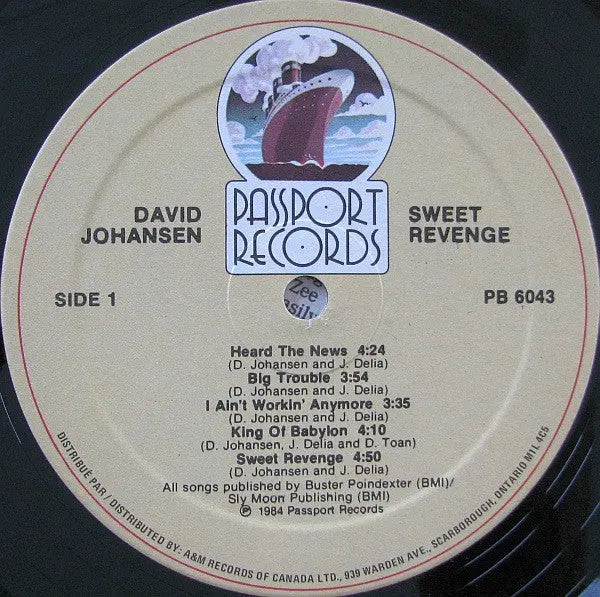 PASSPORT
RECORDS
DAVID
JOHANSEN
SWEET
REVENGE
SIDE 1
PB 6043
Zee
Heard The News 4:24
(D. Johansen and J. Delia)
Big Trouble 3:54
(D. Johansen and J. Delia)
I Ain't Workin' Anymore 3:35
(D. Johansen and J. Delia)
King Of Babylon 4:10
(D. Johansen, J. Delia and D. Toan)
Sweet Revenge 4:50
(D. Johansen and J. Delia)
All songs published by Buster Poindexter (BMI)/
Sly Moon Publishing (BMI)
℗ 1984 Passport Records
DISTRIBUÉ PAR / DISTRIBUTED BY: A&M RECORDS OF CANADA LTD., 939 WARDEN AVE., SCARBOROUGH, ONTARIO M1L 4C5